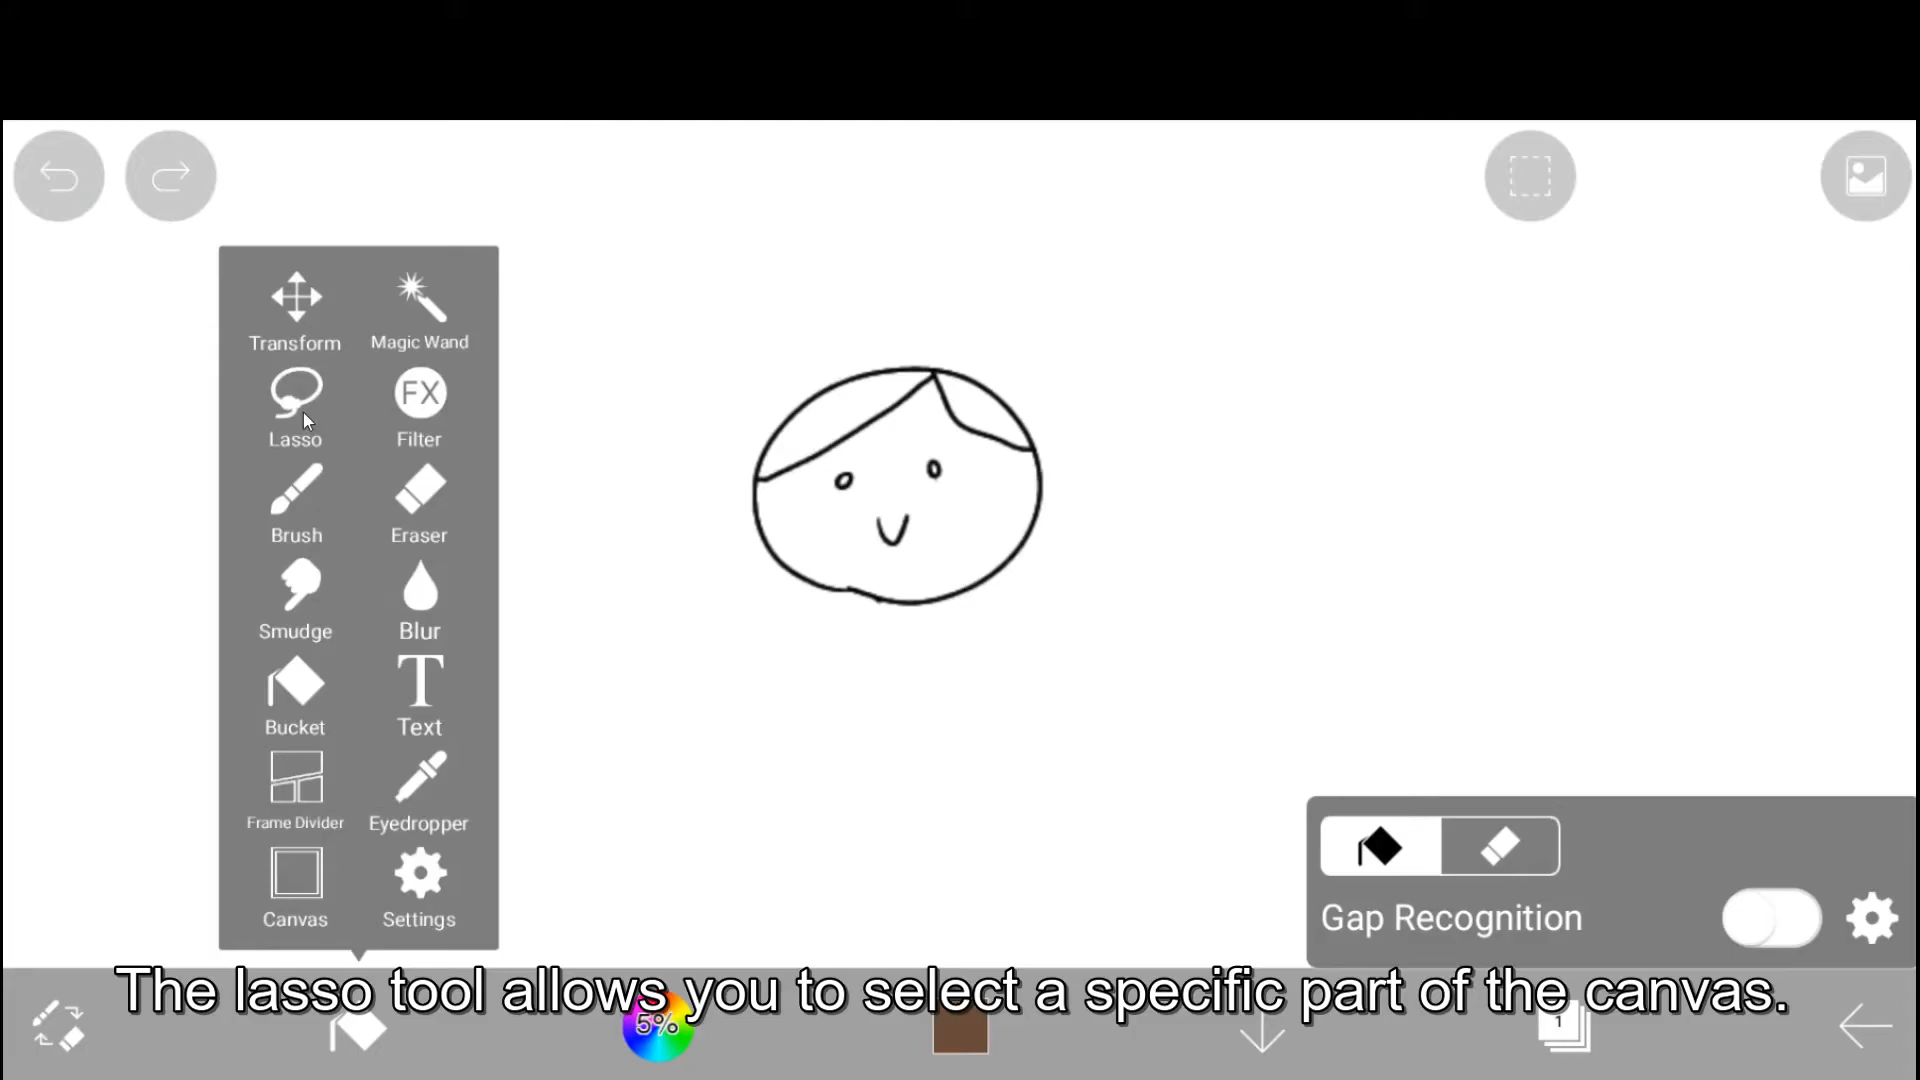 Transform
Magic Wand
Lasso
FX
Filter
Brush
Eraser
Smudge
Blur
Bucket
T
Text
Frame Divider
Eyedropper
Canvas
Settings
Gap Recognition
The lasso tool allows you to select a specific part of the canvas.
5%
1